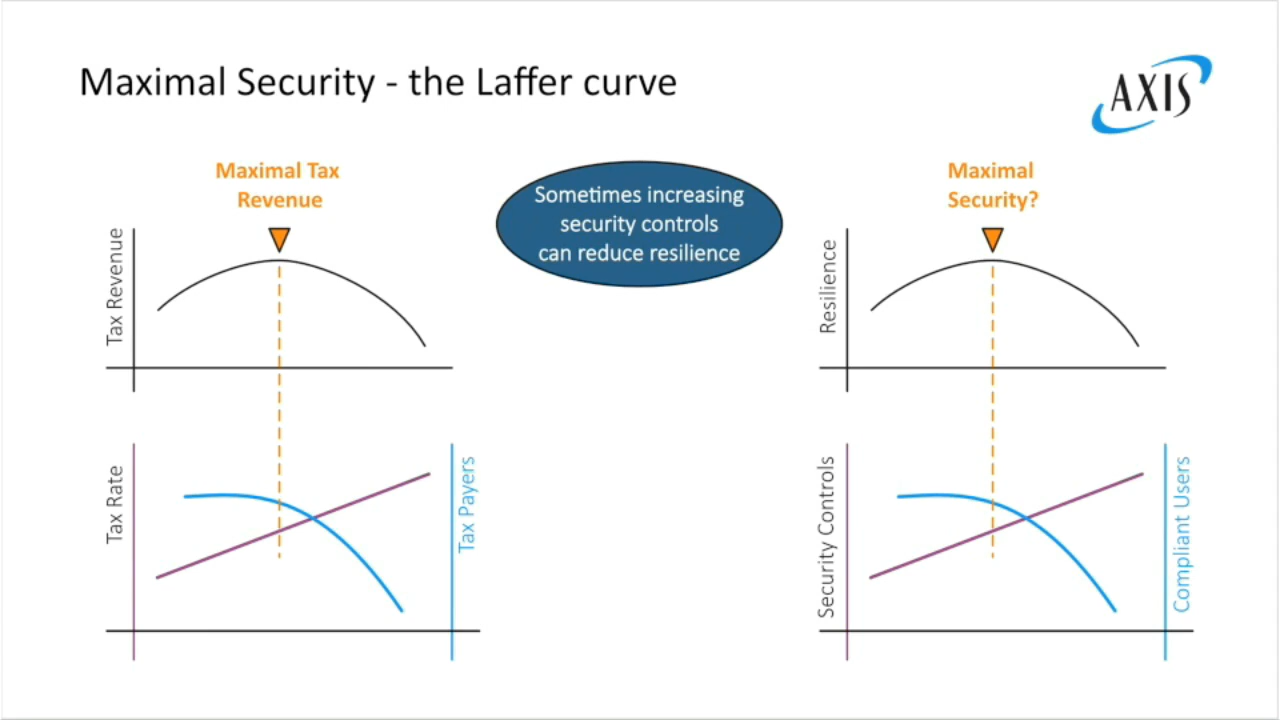 Maximal Security - the Laffer curve
AXIS
Maximal Tax
Revenue
Sometimes increasing
security controls
can reduce resilience
Maximal
Security?
Tax Revenue
Resilience
Tax Rate
Tax Payers
Security Controls
Compliant Users